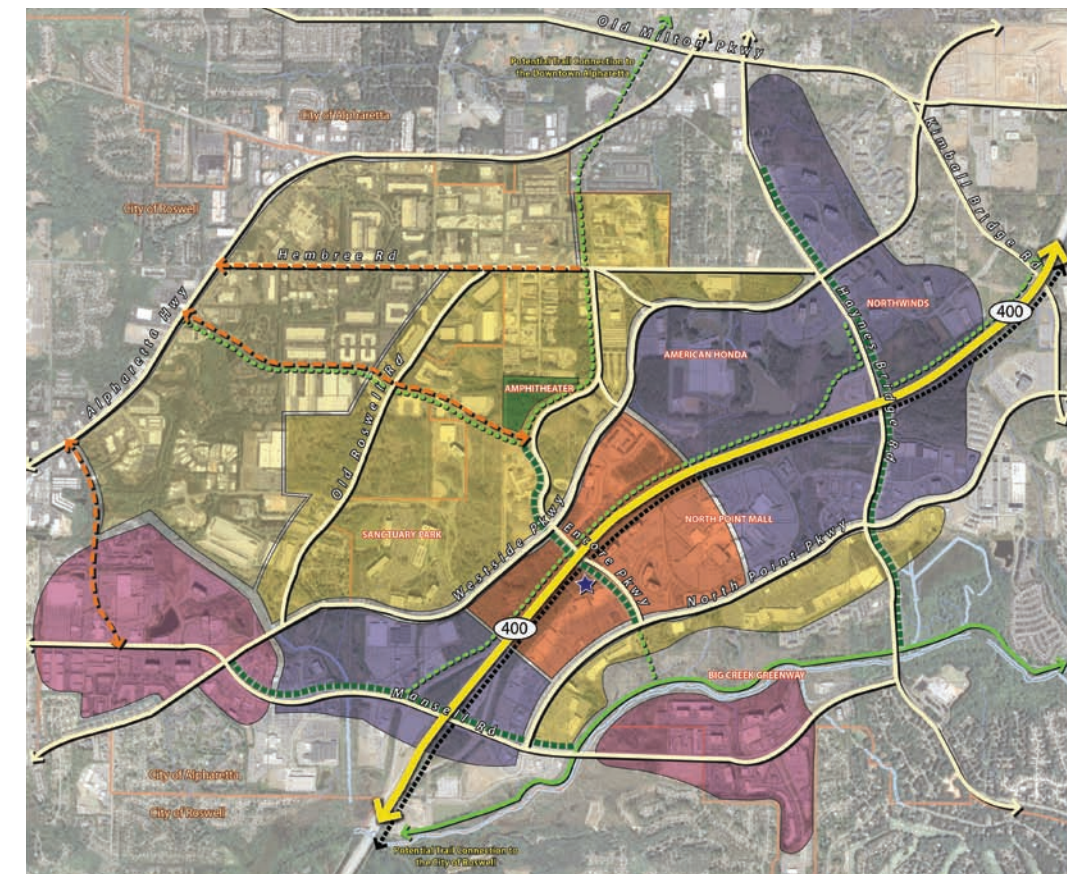 Old Milton Pkwy
Potential Trail Connection to
the Downtown Alpharetta
City of Alpharetta
Kimball Bridge Rd
City of Roswell
Hembree Rd
Haynes Bridge Rd
NORTHWINDS
400
Alpharetta Hwy
AMERICAN HONDA
Old Roswell Rd
AMPHITHEATER
NORTH POINT MALL
SANCTUARY PARK
Westside Pkwy
Encore Pkwy
North Point Pkwy
400
BIG CREEK GREENWAY
Mansell Rd
City of Alpharetta
City of Roswell
Potential Trail Connection to
the City of Roswell